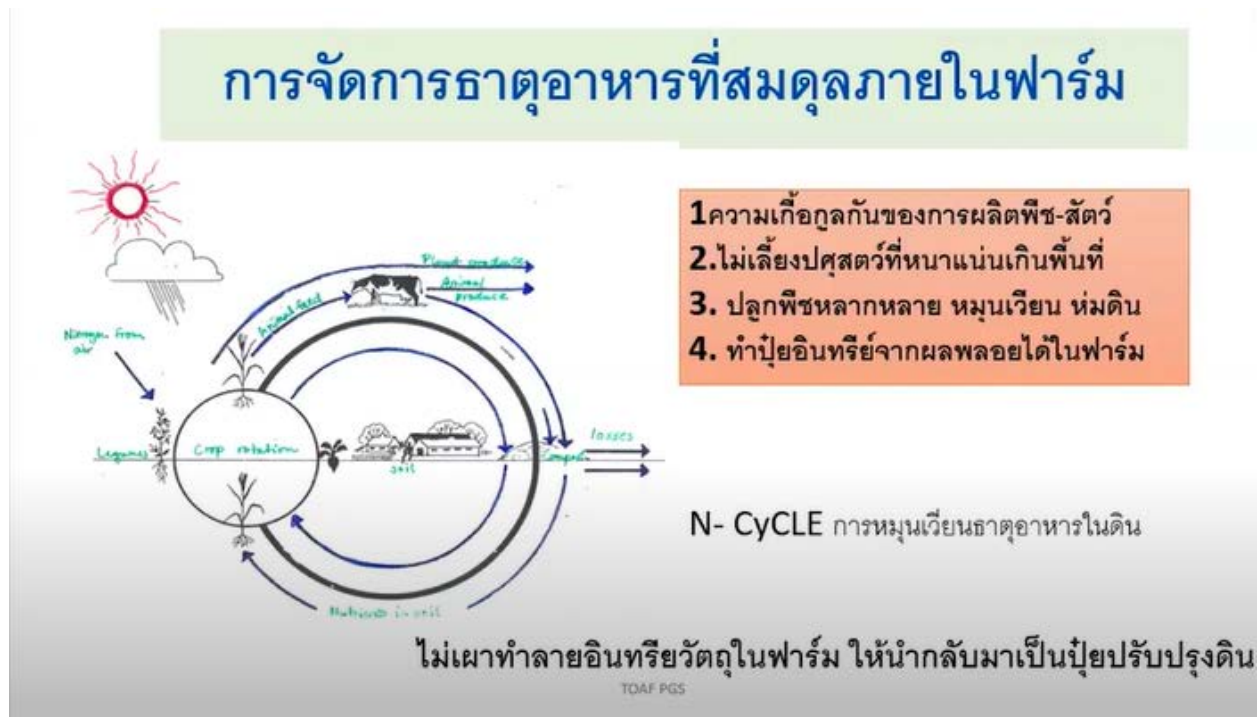 การจัดการธาตุอาหารที่สมดุลภายในฟาร์ม
1ความเกื้อกูลกันของการผลิตพืช-สัตว์
2.ไม่เลี้ยงปศุสตว์ที่หนาแน่นเกินพื้นที่
3. ปลูกพืชหลากหลาย หมุนเวียน ห่มดิน
4. ทำปุ๋ยอินทรีย์จากผลพลอยได้ในฟาร์ม
Plant produce
Animal
produce
Animal feed
Nitrogen from
air
Legumes
Crop rotation
soil
losses
Nutrients in soil
N- CyCLE การหมุนเวียนธาตุอาหารในดิน
ไม่เผาทำลายอินทรียวัตถุในฟาร์ม ให้นำกลับมาเป็นปุ๋ยปรับปรุงดิน
TOAF PGS